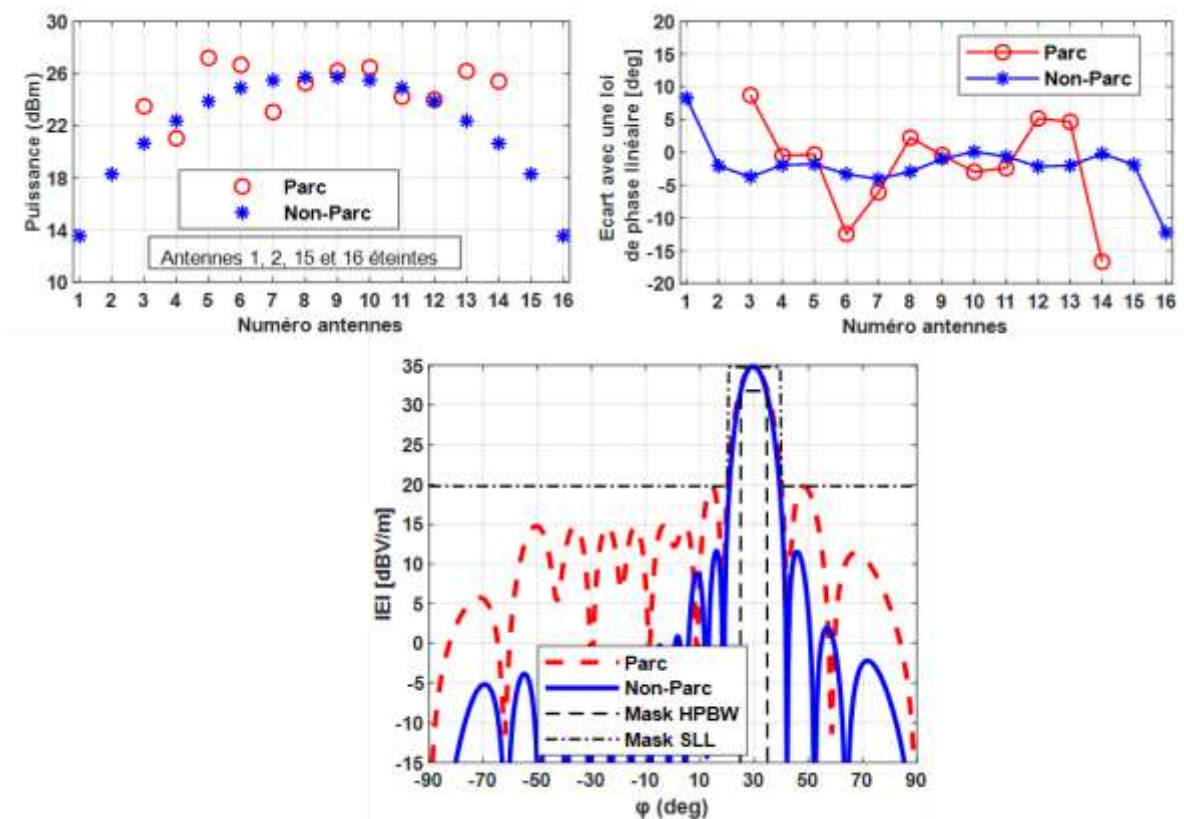 30
26
22
18
14
10
Puissance (dBm)
Parc
Non-Parc
Antennes 1, 2, 15 et 16 éteintes
1 2 3 4 5 6 7 8 9 10 11 12 13 14 15 16
Numéro antennes
20
15
10
5
0
-5
-10
-15
-20
Ecart avec une loi
de phase linéaire [deg]
Parc
Non-Parc
1 2 3 4 5 6 7 8 9 10 11 12 13 14 15 16
Numéro antennes
35
30
25
20
15
10
5
0
-5
-10
-15
IEI [dBV/m]
Parc
Non-Parc
Mask HPBW
Mask SLL
-90 -70 -50 -30 -10 10 30 50 70 90
φ (deg)